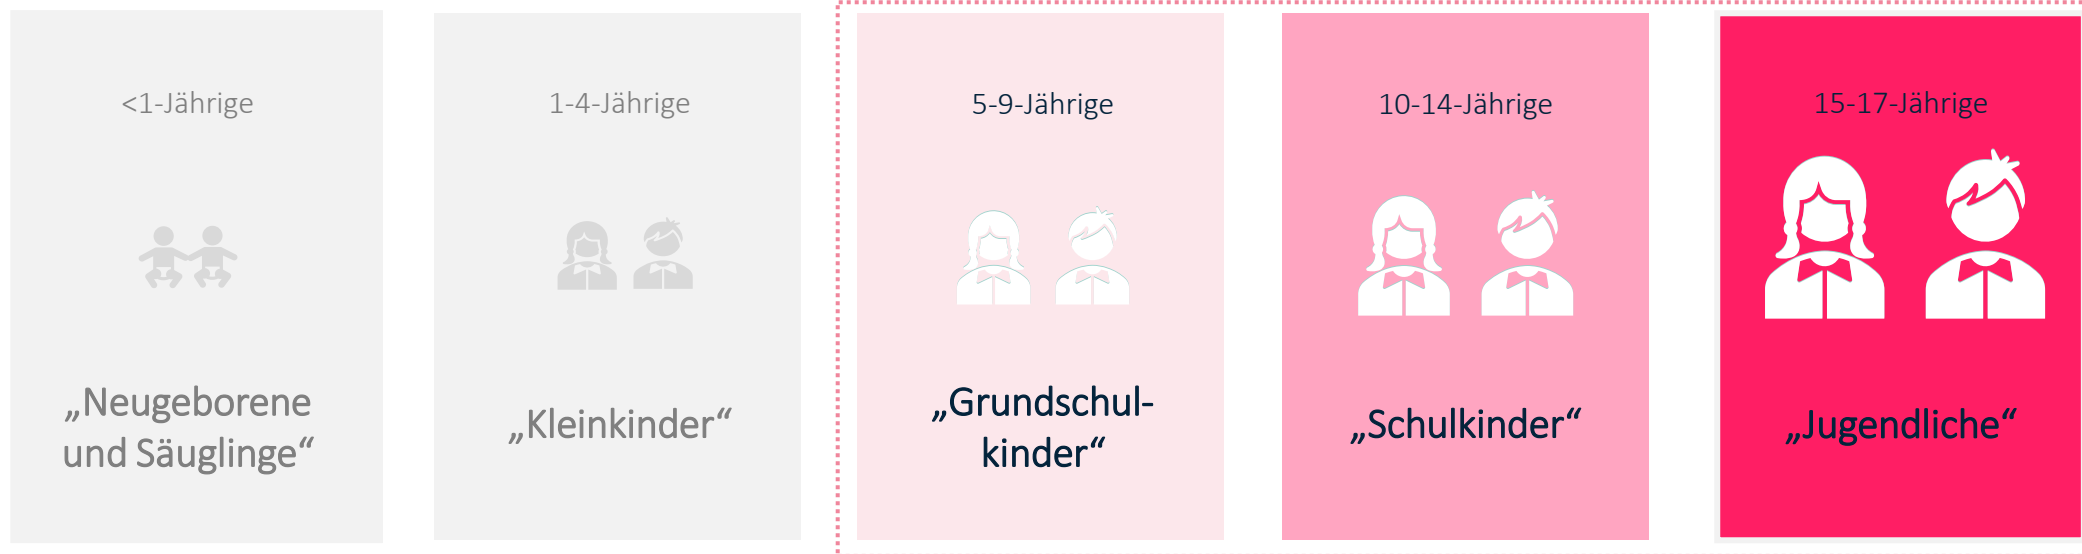 <1-Jährige
„Neugeborene
und Säuglinge“
1-4-Jährige
„Kleinkinder“
5-9-Jährige
„Grundschul-
kinder“
10-14-Jährige
„Schulkinder“
15-17-Jährige
„Jugendliche“